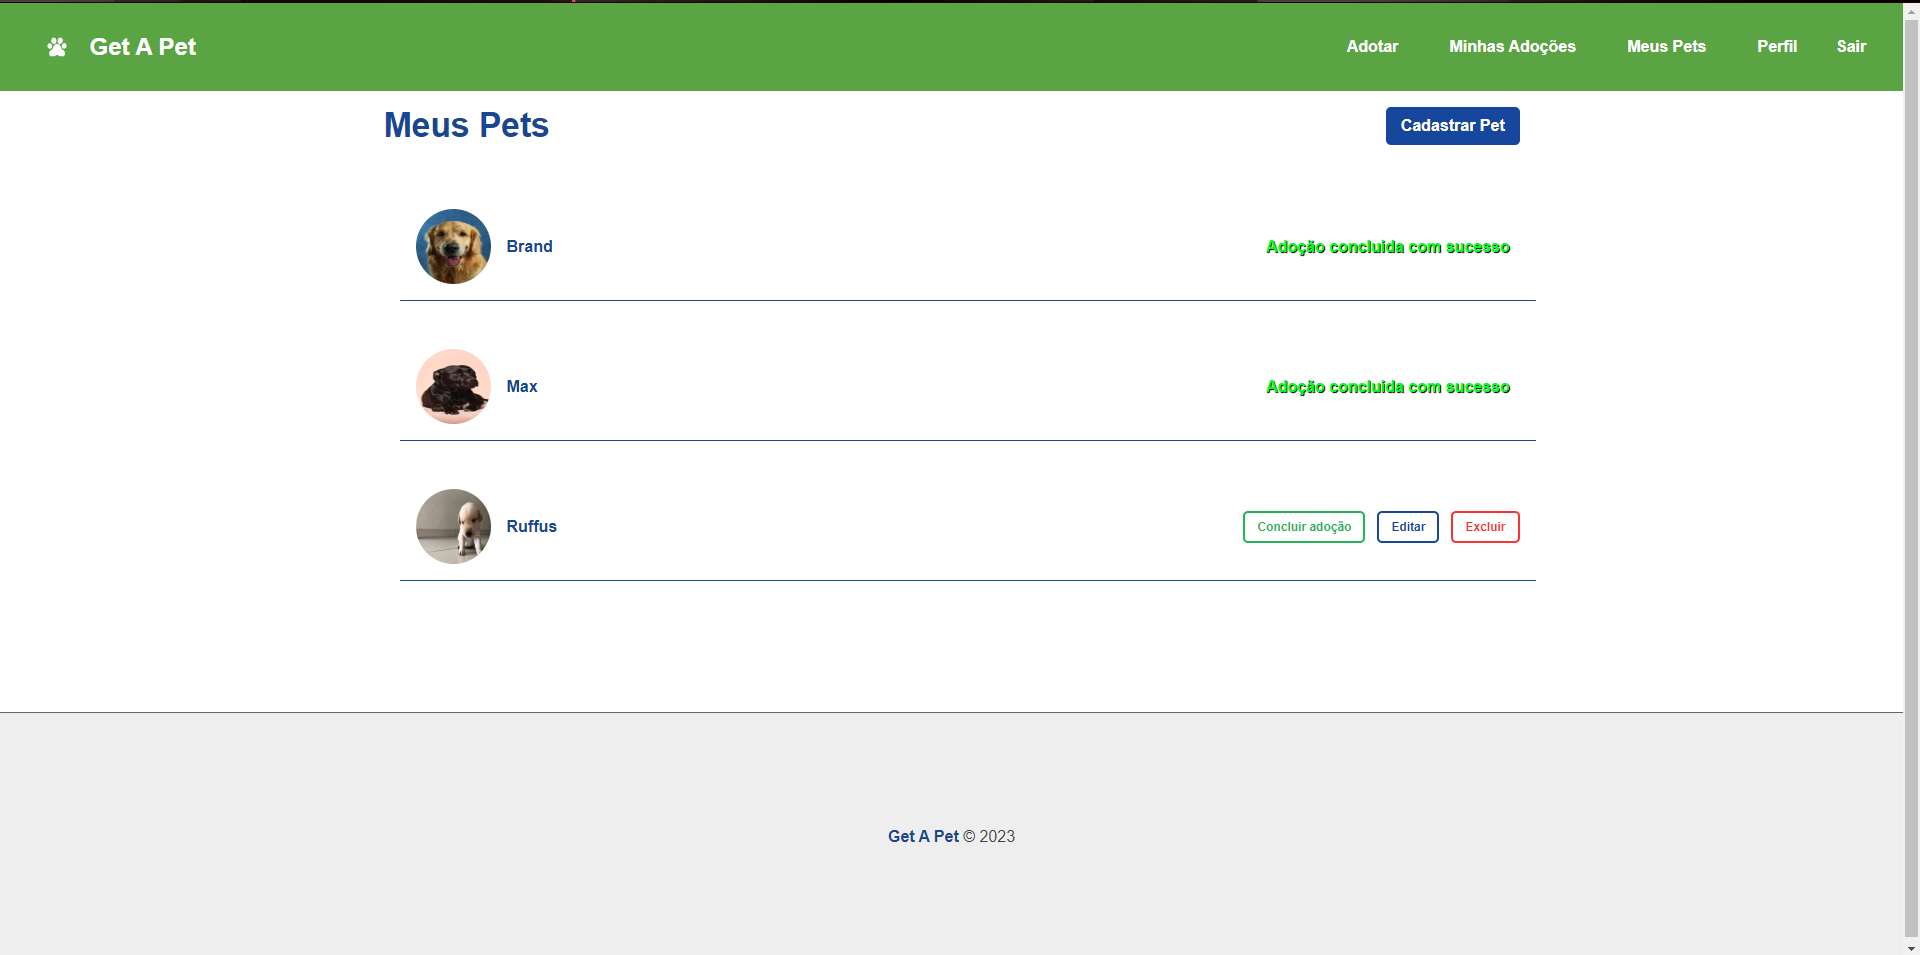 Get A Pet
Adotar Minhas Adoções Meus Pets Perfil Sair
Meus Pets
Cadastrar Pet
Brand
Adoção concluida com sucesso
Max
Adoção concluida com sucesso
Ruffus
Concluir adoção Editar Excluir
Get A Pet © 2023